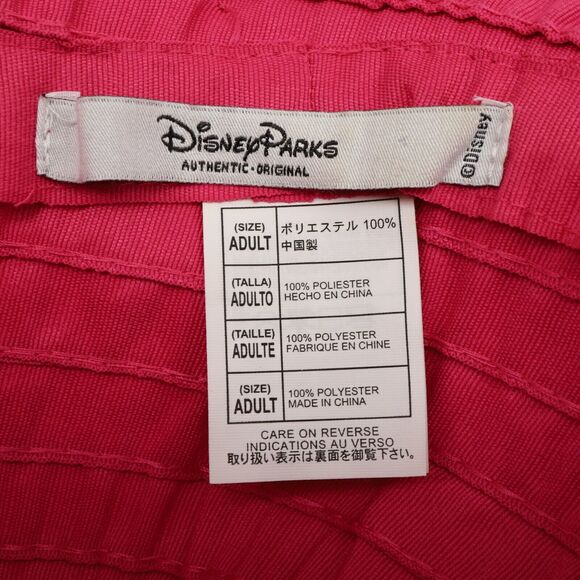 Disney Parks
AUTHENTIC · ORIGINAL
©Disney
(SIZE)
ADULT
ポリエステル 100%
中国製
(TALLA)
ADULTO
100% POLIESTER
HECHO EN CHINA
(TAILLE)
ADULTE
100% POLYESTER
FABRIQUE EN CHINE
(SIZE)
ADULT
100% POLYESTER
MADE IN CHINA
CARE ON REVERSE
INDICATIONS AU VERSO
取り扱い表示は裏面を御覧下さい。